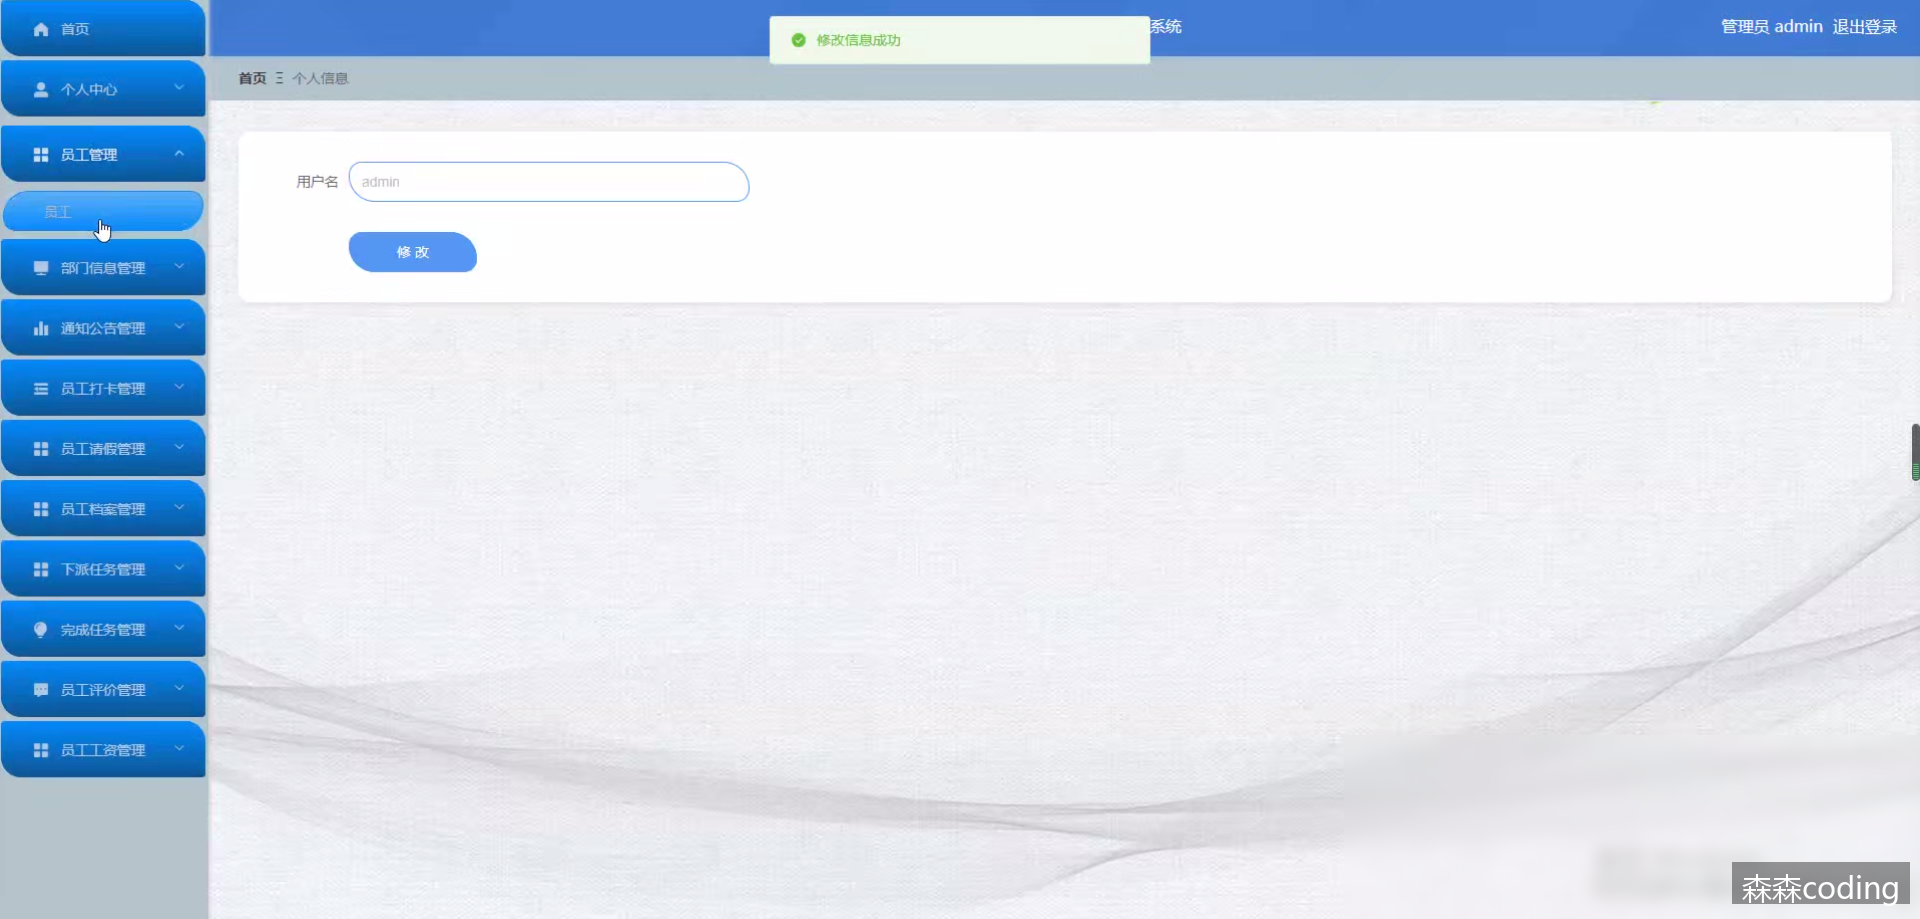 首页
个人中心
员工管理
员工
部门信息管理
通知公告管理
员工打卡管理
员工请假管理
员工档案管理
下派任务管理
完成任务管理
员工评价管理
员工工资管理
修改信息成功
系统
管理员 admin 退出登录
首页 Ξ 个人信息
用户名 admin
修 改
森森coding